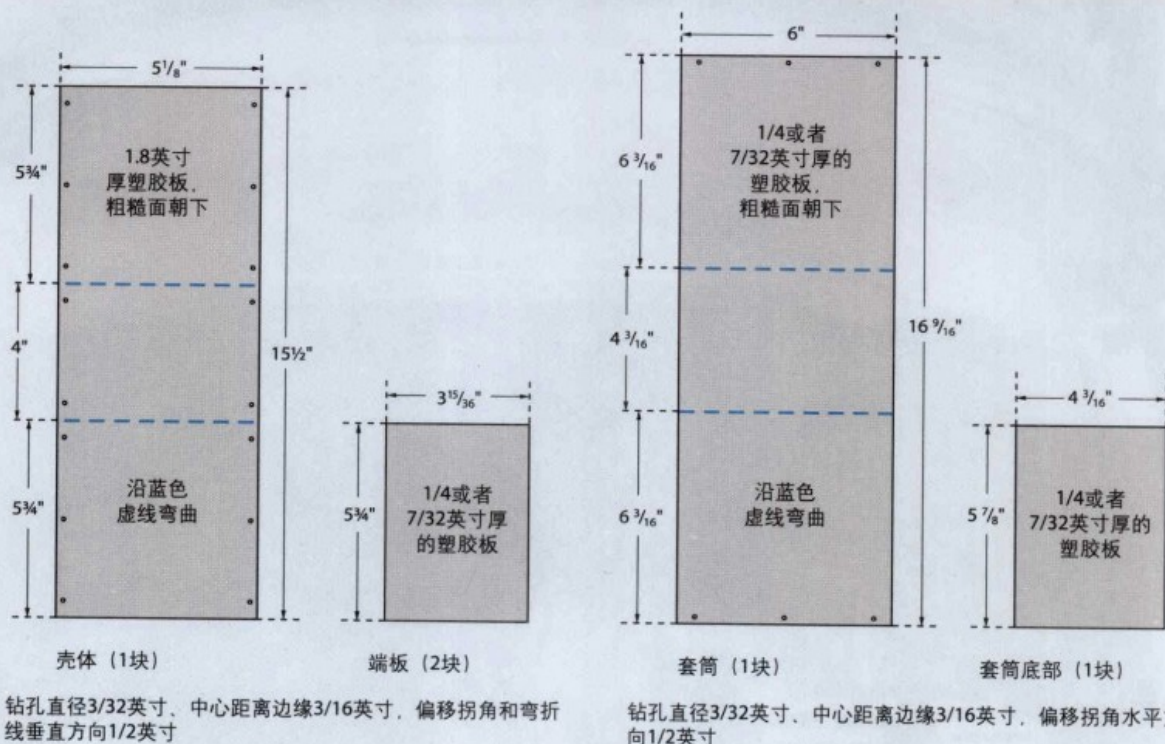 5 1/8"
5¾"
1.8英寸
厚塑胶板，
粗糙面朝下
4"
15½"
5¾"
沿蓝色
虚线弯曲
壳体（1块）
3 15/36"
5¾"
1/4或者
7/32英寸厚
的塑胶板
端板（2块）
钻孔直径3/32英寸、中心距离边缘3/16英寸，偏移拐角和弯折
线垂直方向1/2英寸
6"
6 3/16"
1/4或者
7/32英寸厚的
塑胶板，
粗糙面朝下
4 3/16"
16 9/16"
6 3/16"
沿蓝色
虚线弯曲
套筒（1块）
4 3/16"
5 7/8"
1/4或者
7/32英寸厚的
塑胶板
套筒底部（1块）
钻孔直径3/32英寸、中心距离边缘3/16英寸，偏移拐角水平
向1/2英寸